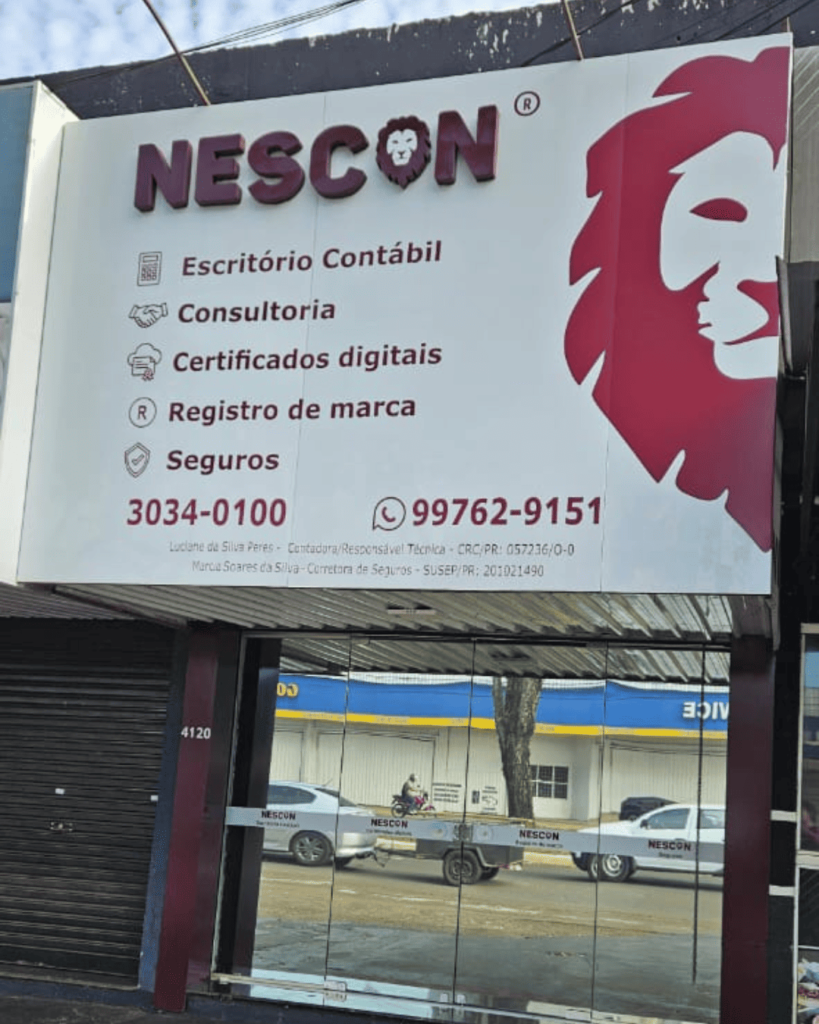 NESCON ®
Escritório Contábil
Consultoria
Certificados digitais
R Registro de marca
Seguros
3034-0100 99762-9151
Luciane da Silva Peres - Contadora/Responsável Técnica - CRC/PR: 057236/O-0
Marcia Soares da Silva - Corretora de Seguros - SUSEP/PR: 201021490
4120
NESCON
NESCON
NESCON
NESCON
Seguros